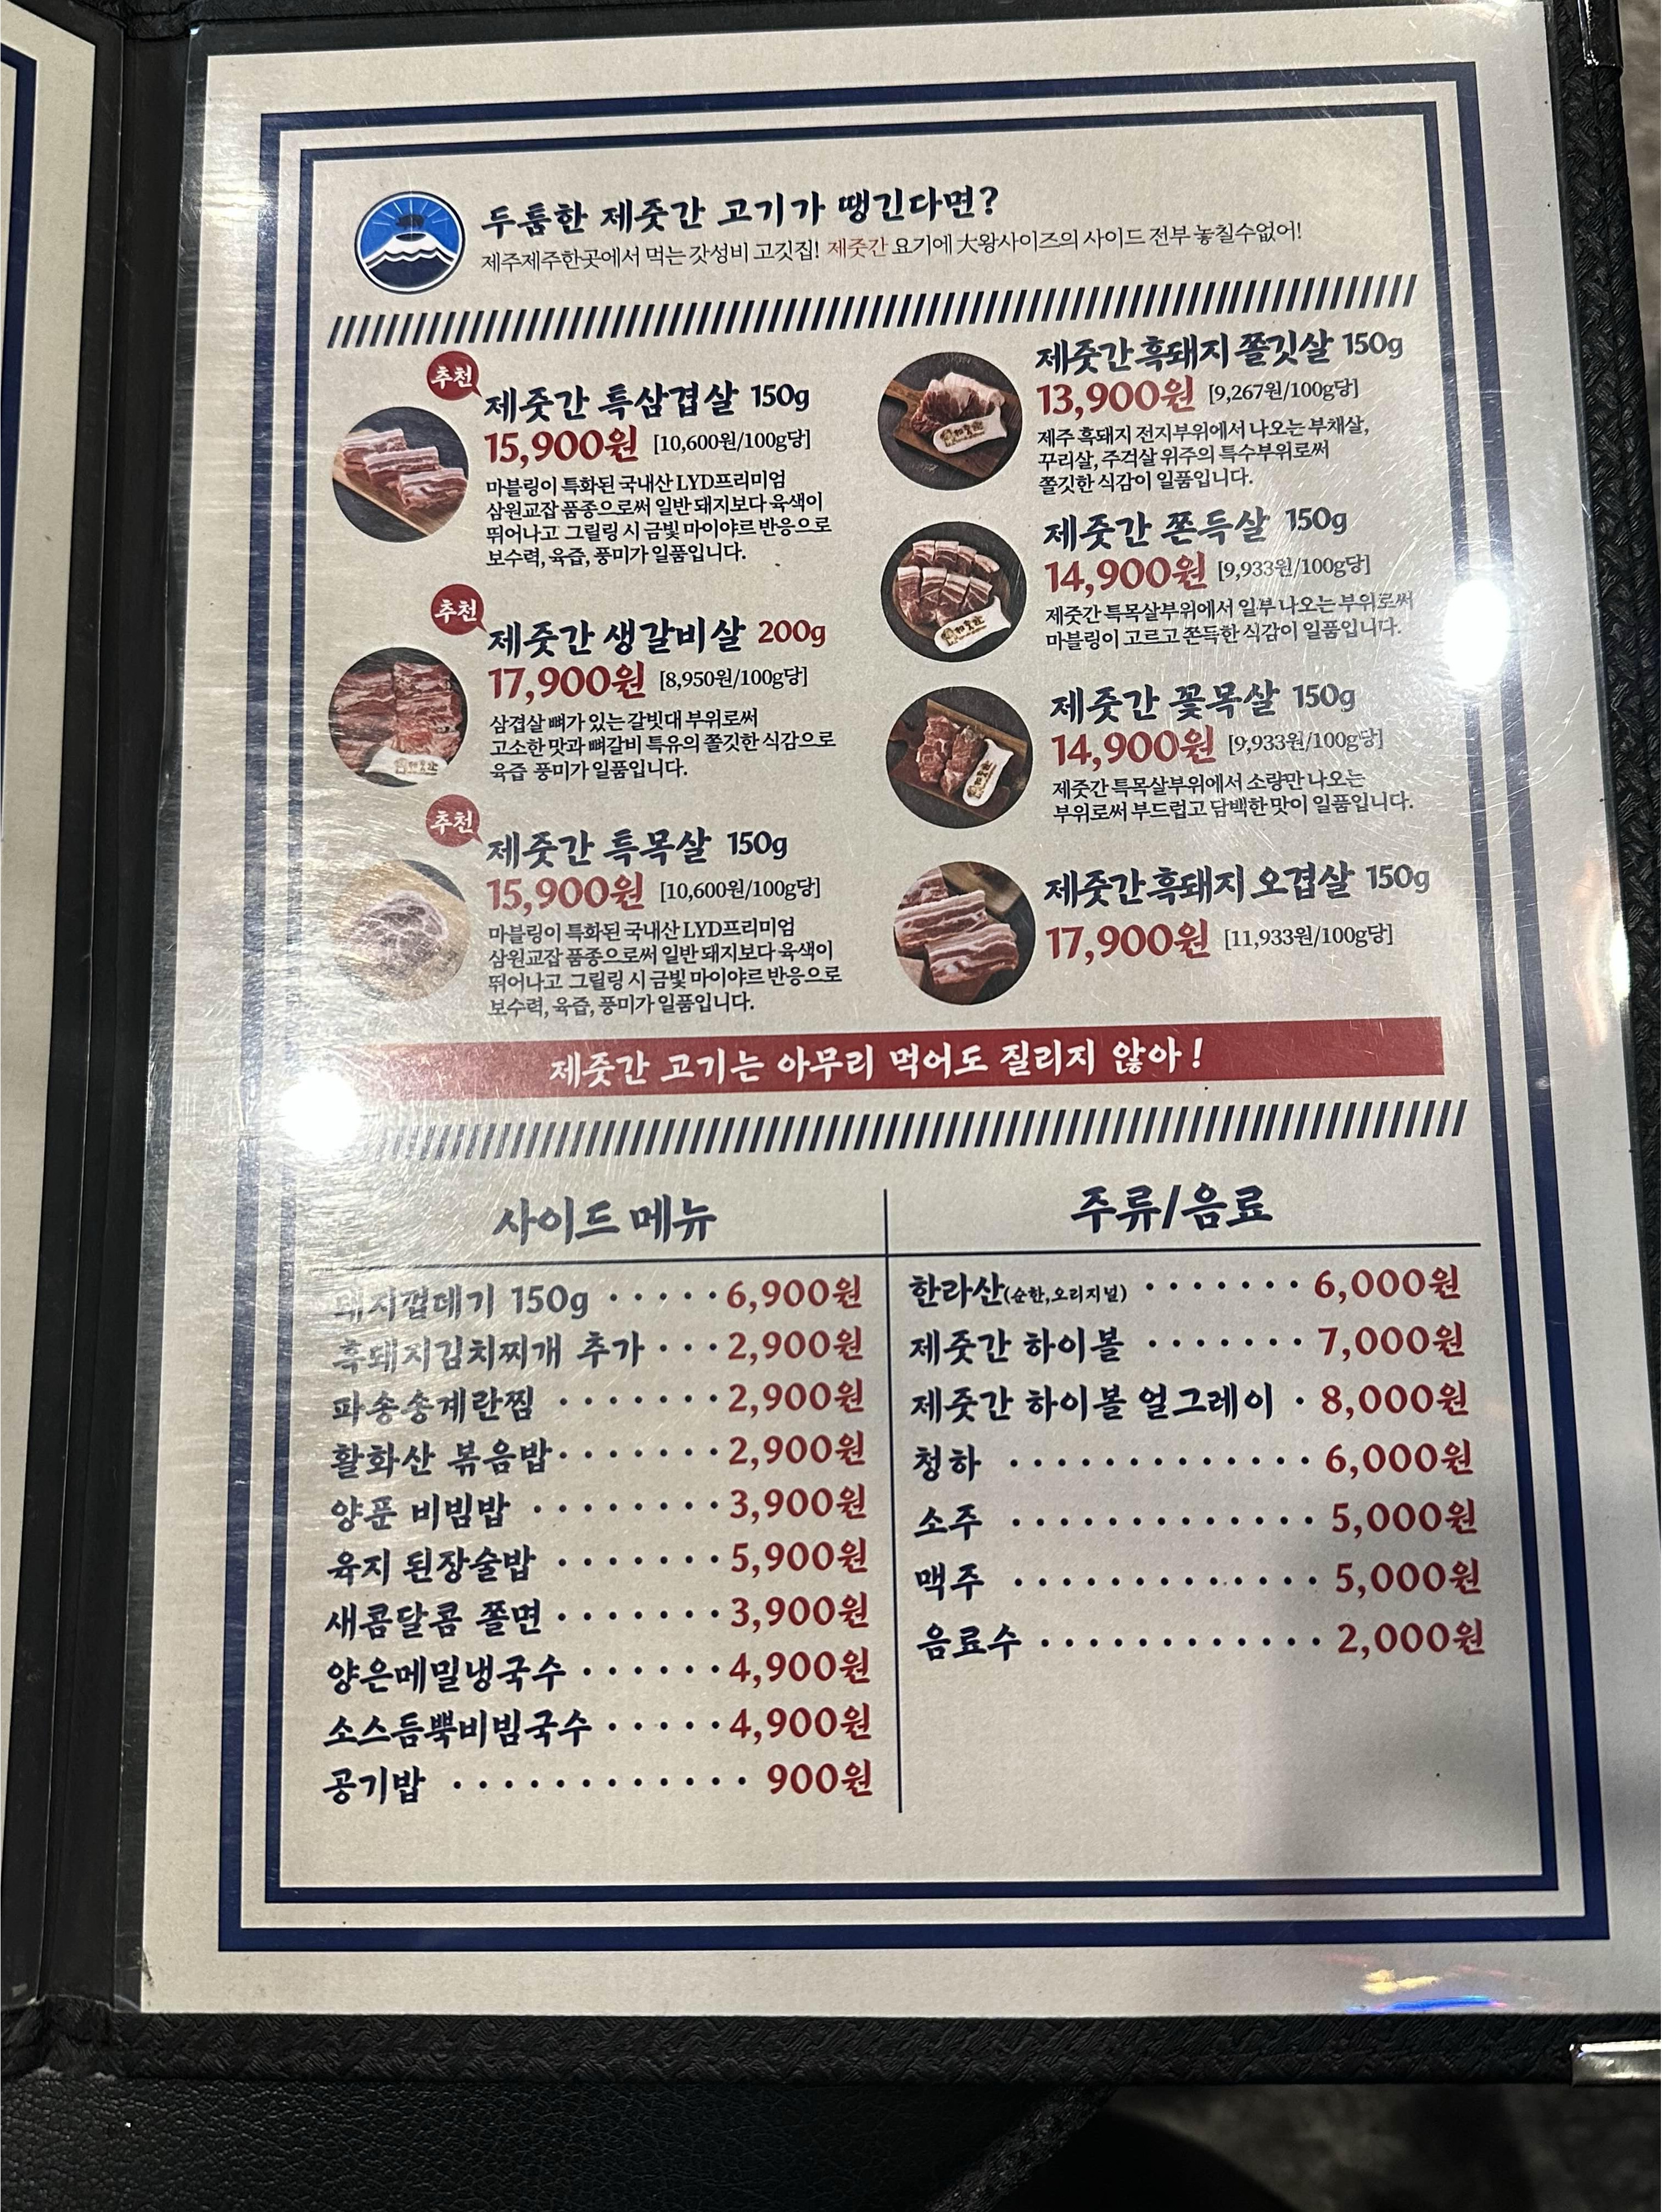 두툼한 제줏간 고기가 땡긴다면?
제주제주한곳에서 먹는 갓성비 고깃집! 제줏간 요기에 大왕사이즈의 사이드 전부 놓칠수없어!
추천
제줏간 특삼겹살 150g
15,900원 [10,600원/100g당]
마블링이 특화된 국내산 LYD프리미엄
삼원교잡 품종으로써 일반 돼지보다 육색이
뛰어나고 그릴링 시 금빛 마이야르 반응으로
보수력, 육즙, 풍미가 일품입니다.
추천
제줏간 생갈비살 200g
17,900원 [8,950원/100g당]
삼겹살 뼈가 있는 갈빗대 부위로써
고소한 맛과 뼈갈비 특유의 쫄깃한 식감으로
육즙 풍미가 일품입니다.
추천
제줏간 특목살 150g
15,900원 [10,600원/100g당]
마블링이 특화된 국내산 LYD프리미엄
삼원교잡 품종으로써 일반 돼지보다 육색이
뛰어나고 그릴링 시 금빛 마이야르 반응으로
보수력, 육즙, 풍미가 일품입니다.
제줏간 흑돼지 쫄깃살 150g
13,900원 [9,267원/100g당]
제주 흑돼지 전지부위에서 나오는 부채살,
꾸리살, 주걱살 위주의 특수부위로써
쫄깃한 식감이 일품입니다.
제줏간 쫀득살 150g
14,900원 [9,933원/100g당]
제줏간 특목살부위에서 일부 나오는 부위로써
마블링이 고르고 쫀득한 식감이 일품입니다.
제줏간 꽃목살 150g
14,900원 [9,933원/100g당]
제줏간 특목살부위에서 소량만 나오는
부위로써 부드럽고 담백한 맛이 일품입니다.
제줏간 흑돼지 오겹살 150g
17,900원 [11,933원/100g당]
제줏간 고기는 아무리 먹어도 질리지 않아!
사이드 메뉴
돼지껍데기 150g ····· 6,900원
흑돼지김치찌개 추가 ··· 2,900원
파송송계란찜 ······· 2,900원
활화산 볶음밥 ······· 2,900원
양푼 비빔밥 ········ 3,900원
육지 된장술밥 ······· 5,900원
새콤달콤 쫄면 ······· 3,900원
양은메밀냉국수 ······ 4,900원
소스듬뿍비빔국수 ····· 4,900원
공기밥 ············ 900원
주류/음료
한라산(순한,오리지널) ······· 6,000원
제줏간 하이볼 ······· 7,000원
제줏간 하이볼 얼그레이 · 8,000원
청하 ············· 6,000원
소주 ············· 5,000원
맥주 ············· 5,000원
음료수 ············ 2,000원